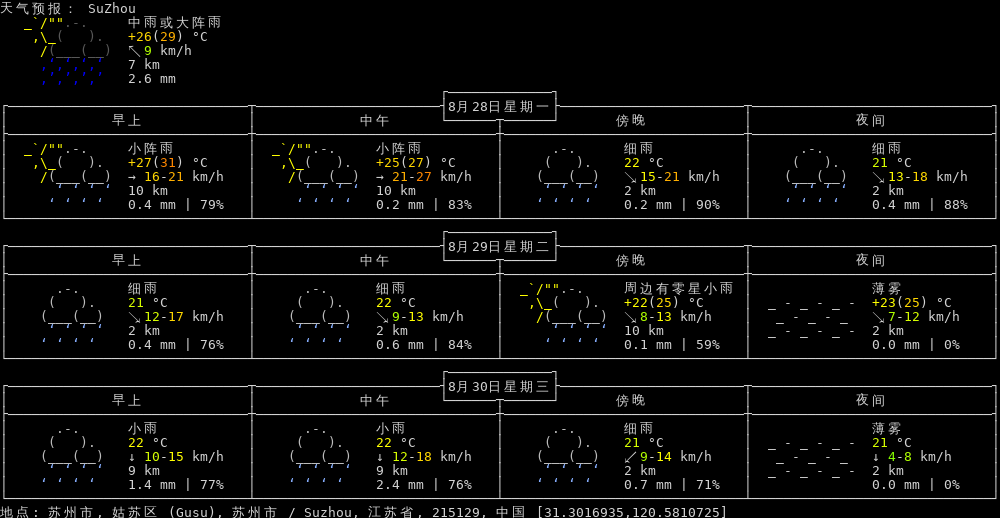 天气预报: SuZhou
中雨或大阵雨
+26(29) °C
↖ 9 km/h
7 km
2.6 mm
8月28日星期一
早上 中午 傍晚 夜间
小阵雨 小阵雨 细雨 细雨
+27(31) °C +25(27) °C 22 °C 21 °C
→ 16-21 km/h → 21-27 km/h ↘ 15-21 km/h ↘ 13-18 km/h
10 km 10 km 2 km 2 km
0.4 mm | 79% 0.2 mm | 83% 0.2 mm | 90% 0.4 mm | 88%
8月29日星期二
早上 中午 傍晚 夜间
细雨 细雨 周边有零星小雨 薄雾
21 °C 22 °C +22(25) °C +23(25) °C
↘ 12-17 km/h ↘ 9-13 km/h ↘ 8-13 km/h ↘ 7-12 km/h
2 km 2 km 10 km 2 km
0.4 mm | 76% 0.6 mm | 84% 0.1 mm | 59% 0.0 mm | 0%
8月30日星期三
早上 中午 傍晚 夜间
小雨 小雨 细雨 薄雾
22 °C 22 °C 21 °C 21 °C
↓ 10-15 km/h ↓ 12-18 km/h ↙ 9-14 km/h ↓ 4-8 km/h
9 km 9 km 2 km 2 km
1.4 mm | 77% 2.4 mm | 76% 0.7 mm | 71% 0.0 mm | 0%
地点: 苏州市, 姑苏区 (Gusu), 苏州市 / Suzhou, 江苏省, 215129, 中国 [31.3016935,120.5810725]